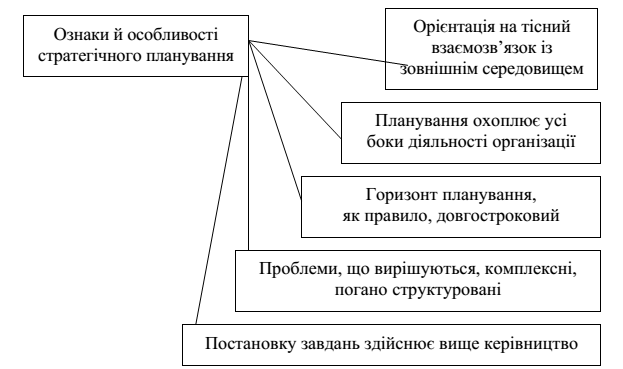 Ознаки й особливості
стратегічного планування
Орієнтація на тісний
взаємозв’язок із
зовнішнім середовищем
Планування охоплює усі
боки діяльності організації
Горизонт планування,
як правило, довгостроковий
Проблеми, що вирішуються, комплексні,
погано структуровані
Постановку завдань здійснює вище керівництво